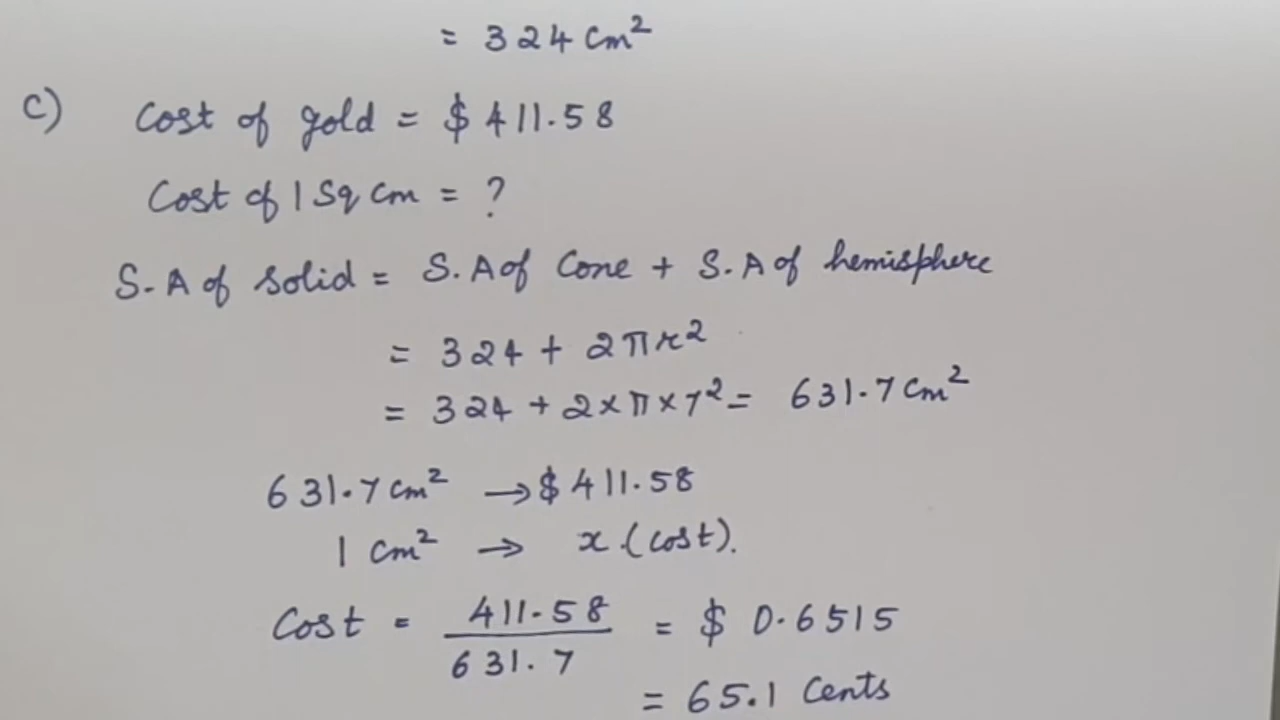 = 324 cm²
c) Cost of gold = $ 411.58
Cost of 1 Sq cm = ?
S.A of Solid = S.A of Cone + S.A of hemisphere
= 324 + 2πr²
= 324 + 2×π×7² = 631.7 cm²
631.7 cm² → $ 411.58
1 cm² → x (cost).
Cost = 411.58 / 631.7 = $ 0.6515
= 65.1 Cents